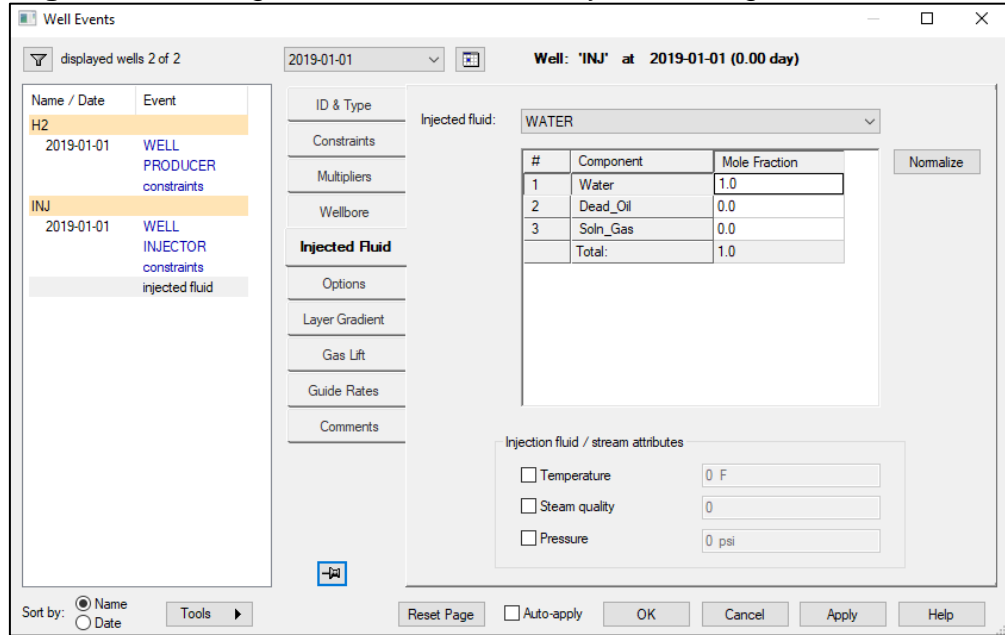 Well Events
displayed wells 2 of 2
2019-01-01
Well: 'INJ' at 2019-01-01 (0.00 day)
Name / Date Event
H2
2019-01-01 WELL
PRODUCER
constraints
INJ
2019-01-01 WELL
INJECTOR
constraints
injected fluid
ID & Type
Constraints
Multipliers
Wellbore
Injected Fluid
Options
Layer Gradient
Gas Lift
Guide Rates
Comments
Injected fluid: WATER
# Component Mole Fraction
1 Water 1.0
2 Dead_Oil 0.0
3 Soln_Gas 0.0
Total: 1.0
Normalize
Injection fluid / stream attributes
Temperature 0 F
Steam quality 0
Pressure 0 psi
Sort by: Name
Date
Tools
Reset Page Auto-apply OK Cancel Apply Help